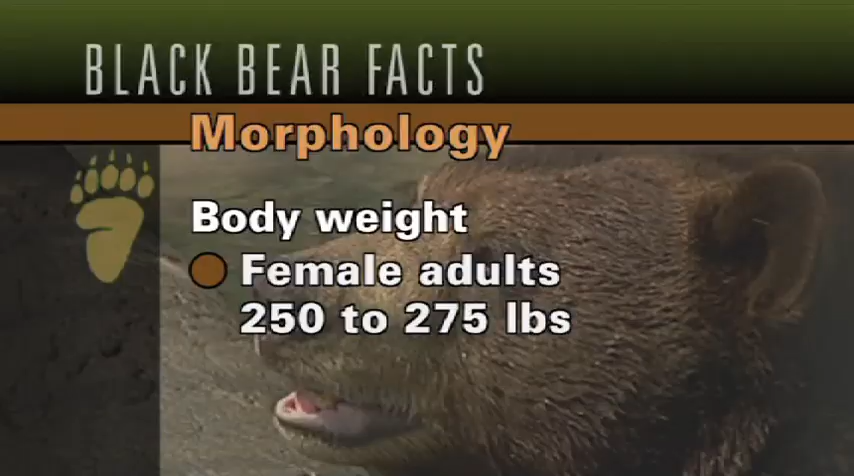 BLACK BEAR FACTS
Morphology
Body weight
Female adults
250 to 275 lbs